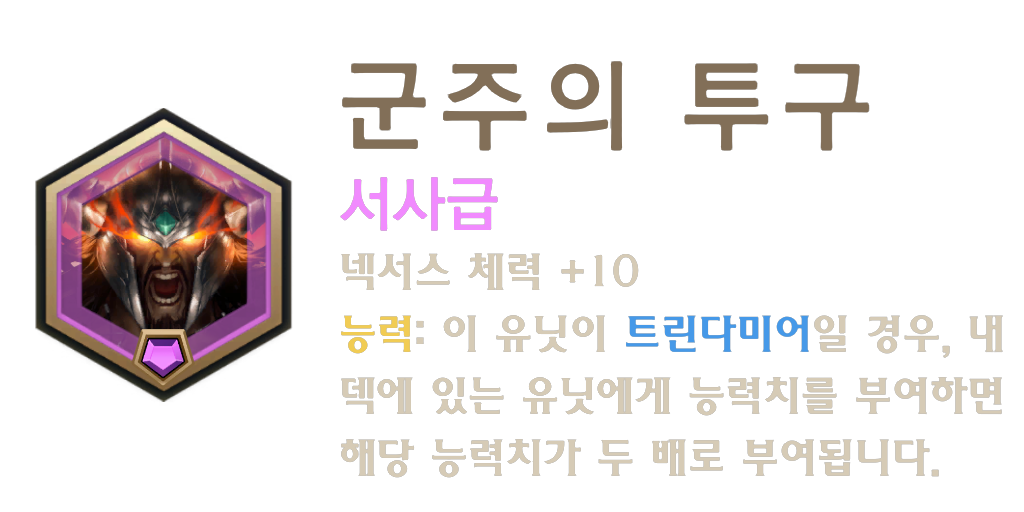 군주의 투구
서사급
넥서스 체력 +10
능력: 이 유닛이 트린다미어일 경우, 내
덱에 있는 유닛에게 능력치를 부여하면
해당 능력치가 두 배로 부여됩니다.